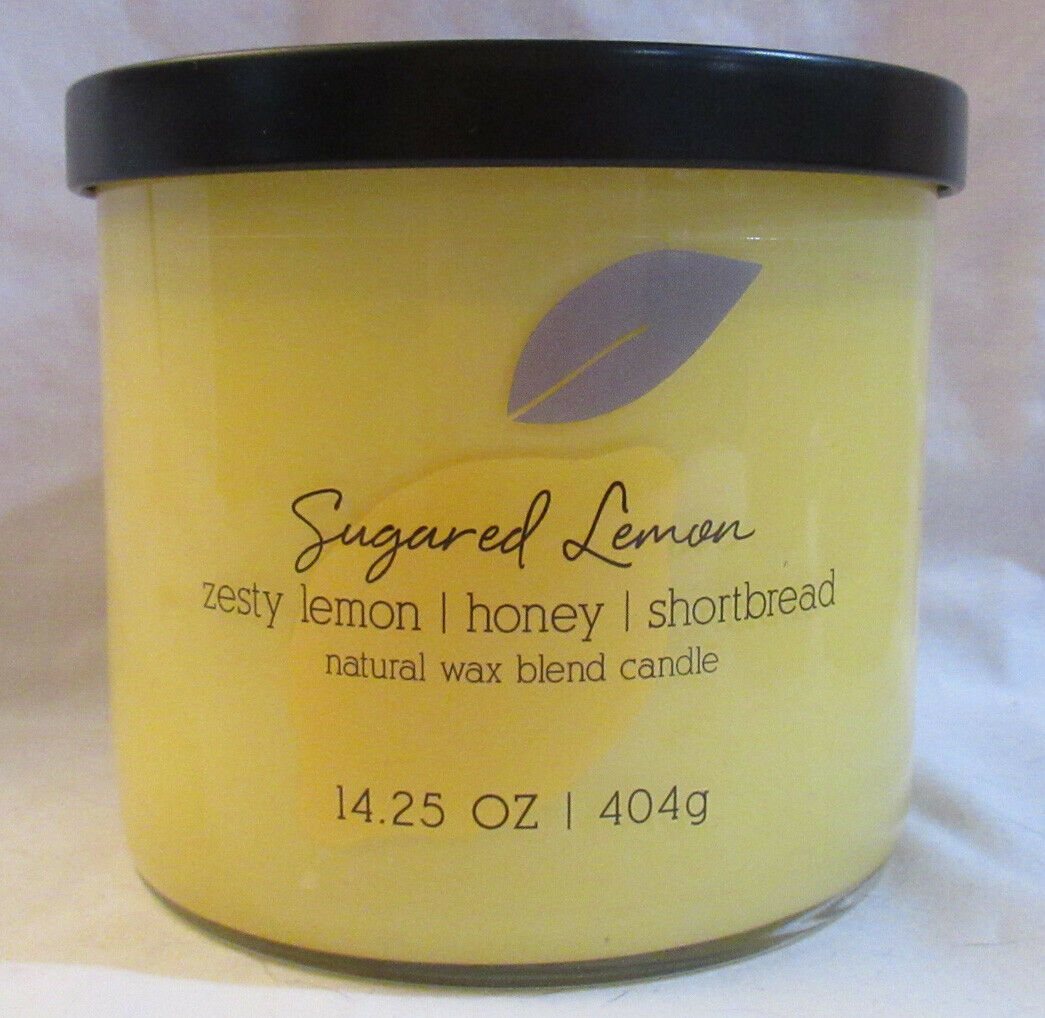 Sugared Lemon
zesty lemon | honey | shortbread
natural wax blend candle
14.25 OZ | 404g